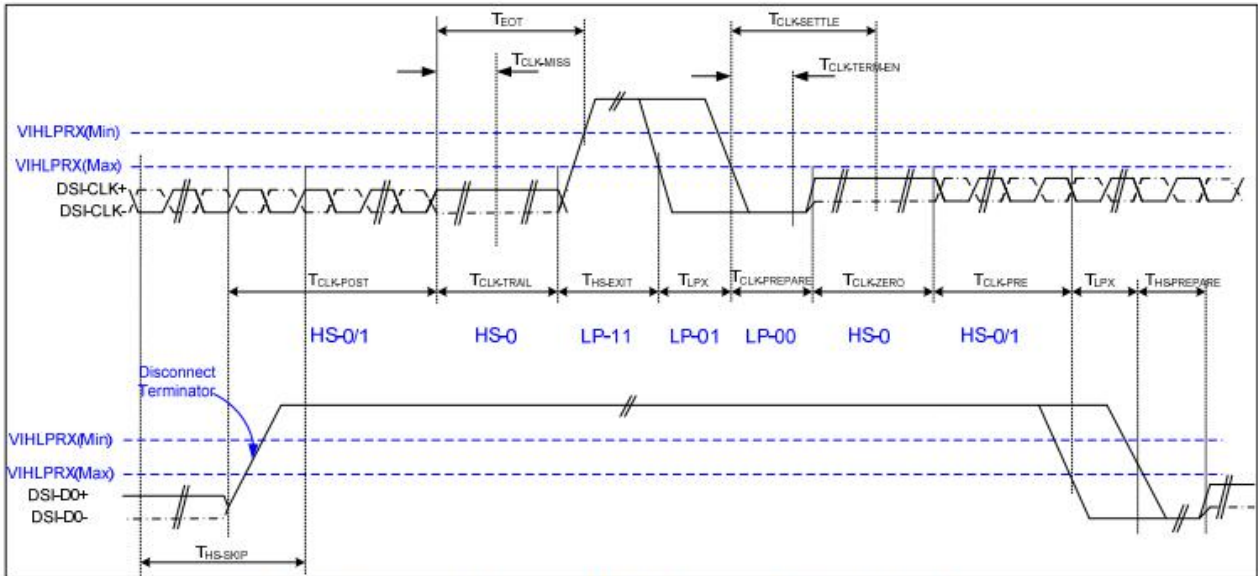 TEOT
TCLK-SETTLE
TCLK-MISS
TCLK-TERM-EN
VIHLPRX(Min)
VIHLPRX(Max)
DSI-CLK+
DSI-CLK-
TCLK-POST
TCLK-TRAIL
THS-EXIT
TLPX
TCLK-PREPARE
TCLK-ZERO
TCLK-PRE
TLPX
THS-PREPARE
HS-0/1
HS-0
LP-11
LP-01
LP-00
HS-0
HS-0/1
Disconnect
Terminator
VIHLPRX(Min)
VIHLPRX(Max)
DSI-D0+
DSI-D0-
THS-SKIP